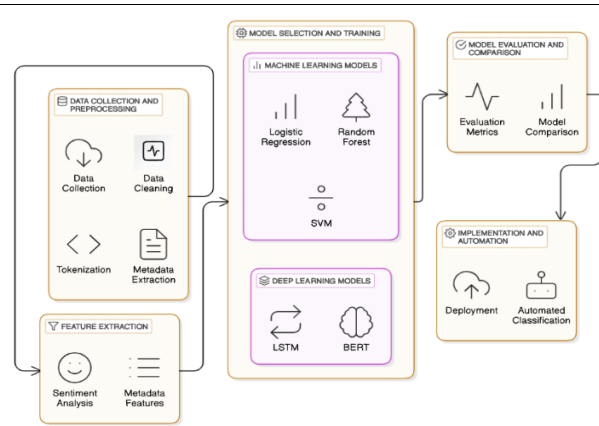 DATA COLLECTION AND
PREPROCESSING
Data
Collection
Data
Cleaning
Tokenization
Metadata
Extraction
FEATURE EXTRACTION
Sentiment
Analysis
Metadata
Features
MODEL SELECTION AND TRAINING
MACHINE LEARNING MODELS
Logistic
Regression
Random
Forest
SVM
DEEP LEARNING MODELS
LSTM
BERT
MODEL EVALUATION AND
COMPARISON
Evaluation
Metrics
Model
Comparison
IMPLEMENTATION AND
AUTOMATION
Deployment
Automated
Classification